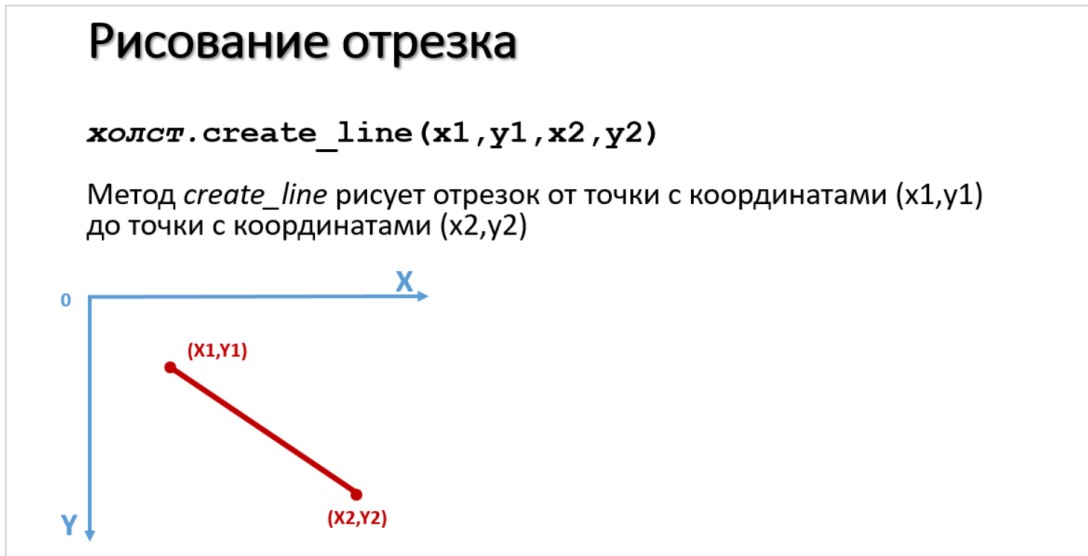 Рисование отрезка
холст.create_line(x1,y1,x2,y2)
Метод create_line рисует отрезок от точки с координатами (x1,y1)
до точки с координатами (x2,y2)
X
0
(X1,Y1)
(X2,Y2)
Y